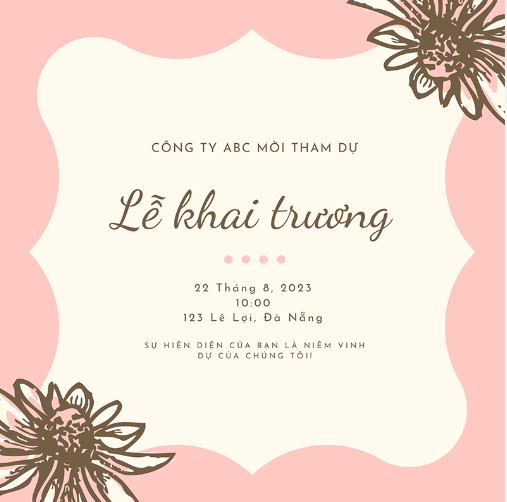 CÔNG TY ABC MỜI THAM DỰ
Lễ khai trương
22 Tháng 8, 2023
10:00
123 Lê Lợi, Đà Nẵng
SỰ HIỆN DIỆN CỦA BẠN LÀ NIỀM VINH
DỰ CỦA CHÚNG TÔI!